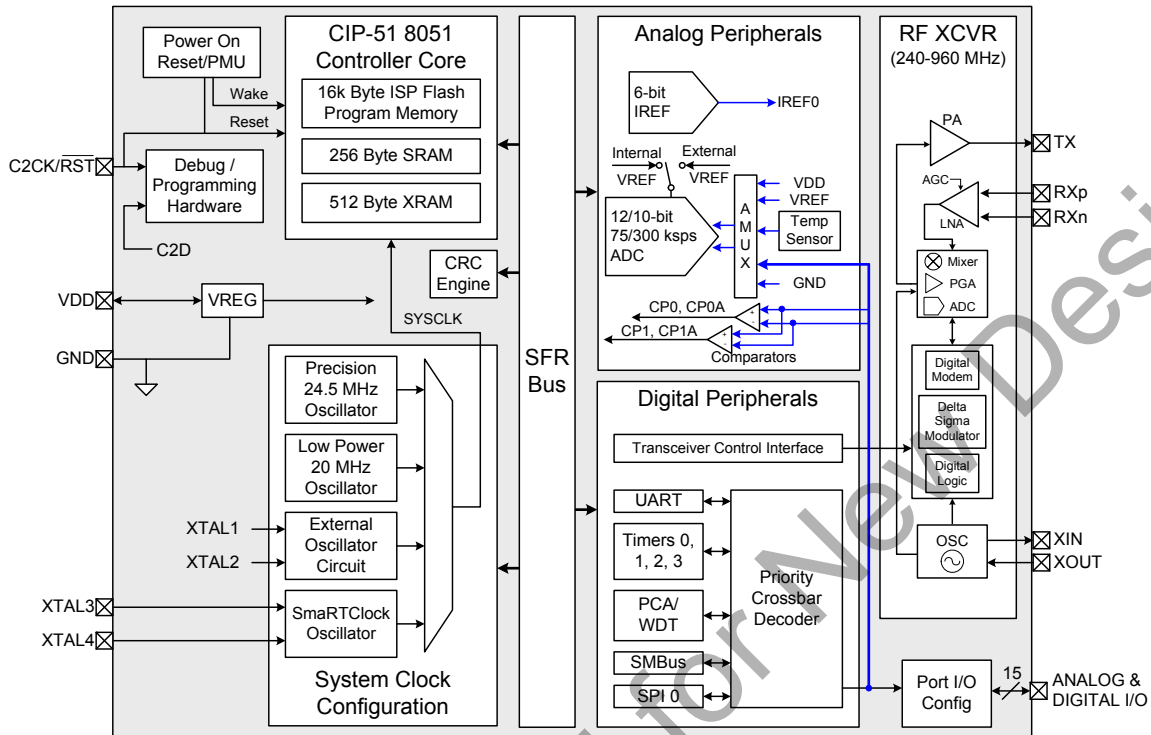 Power On
Reset/PMU
Wake
Reset
C2CK/RST
Debug /
Programming
Hardware
C2D
VDD
VREG
GND
CIP-51 8051
Controller Core
16k Byte ISP Flash
Program Memory
256 Byte SRAM
512 Byte XRAM
CRC
Engine
SYSCLK
Precision
24.5 MHz
Oscillator
Low Power
20 MHz
Oscillator
XTAL1
XTAL2
External
Oscillator
Circuit
XTAL3
XTAL4
SmaRTClock
Oscillator
System Clock
Configuration
SFR
Bus
Analog Peripherals
6-bit
IREF
IREF0
Internal
VREF
External
VREF
12/10-bit
75/300 ksps
ADC
A
M
U
X
VDD
VREF
Temp
Sensor
GND
CP0, CP0A
+
-
CP1, CP1A
+
-
Comparators
Digital Peripherals
Transceiver Control Interface
UART
Timers 0,
1, 2, 3
PCA/
WDT
SMBus
SPI 0
Priority
Crossbar
Decoder
RF XCVR
(240-960 MHz)
PA
TX
AGC
LNA
RXp
RXn
Mixer
PGA
ADC
Digital
Modem
Delta
Sigma
Modulator
Digital
Logic
OSC
XIN
XOUT
Port I/O
Config
15
ANALOG &
DIGITAL I/O
for New Desi